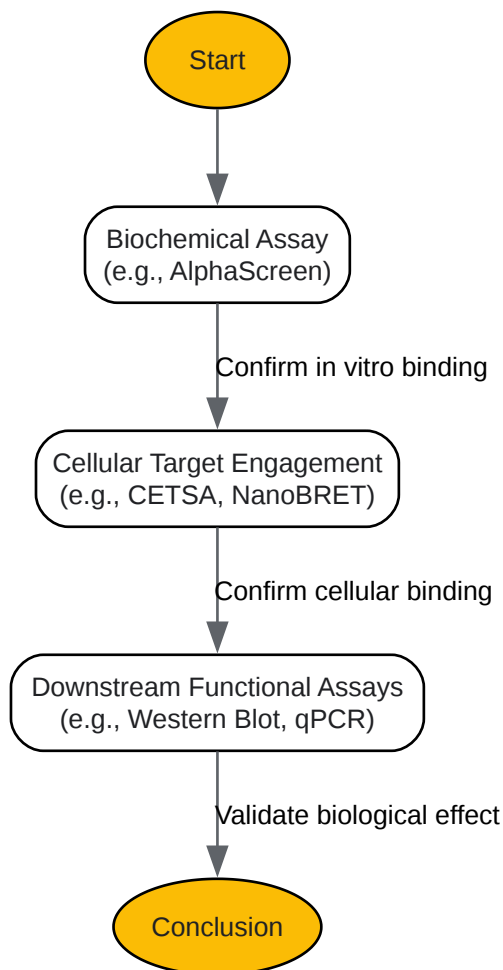 Start
Biochemical Assay
(e.g., AlphaScreen)
Confirm in vitro binding
Cellular Target Engagement
(e.g., CETSA, NanoBRET)
Confirm cellular binding
Downstream Functional Assays
(e.g., Western Blot, qPCR)
Validate biological effect
Conclusion